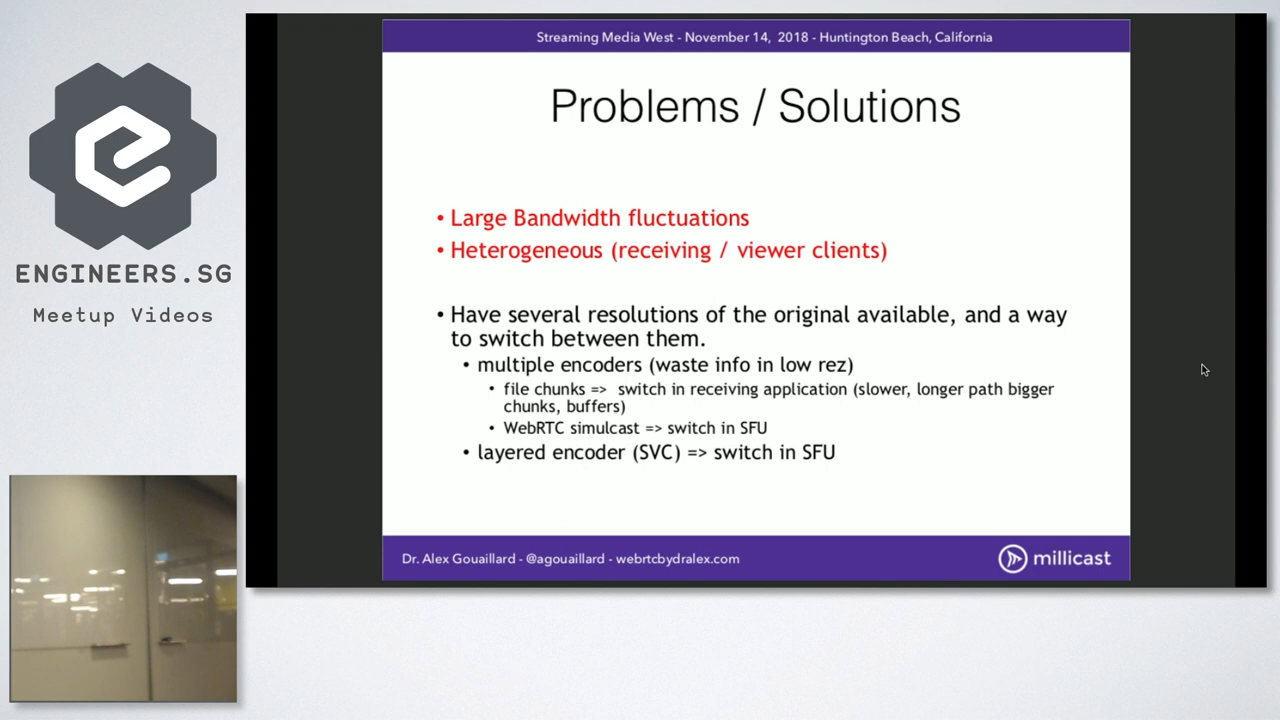 Streaming Media West - November 14, 2018 - Huntington Beach, California
Problems / Solutions
• Large Bandwidth fluctuations
• Heterogeneous (receiving / viewer clients)
• Have several resolutions of the original available, and a way
to switch between them.
• multiple encoders (waste info in low rez)
• file chunks => switch in receiving application (slower, longer path bigger
chunks, buffers)
• WebRTC simulcast => switch in SFU
• layered encoder (SVC) => switch in SFU
Dr. Alex Gouaillard - @agouaillard - webrtcbydralex.com
millicast
ENGINEERS.SG
Meetup Videos